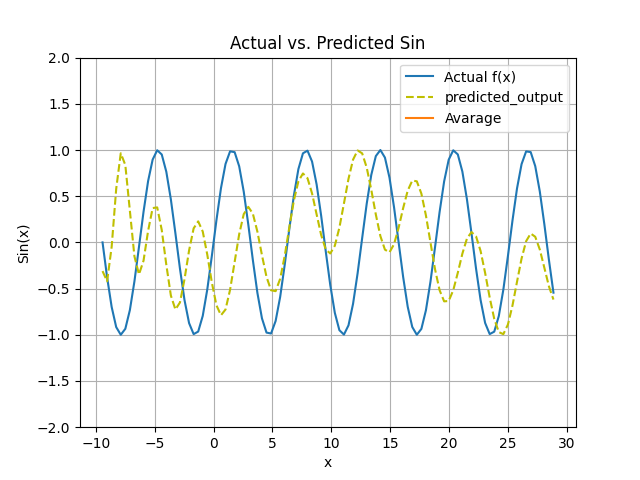 Actual vs. Predicted Sin
2.0
1.5
1.0
0.5
0.0
−0.5
−1.0
−1.5
−2.0
Sin(x)
Actual f(x)
predicted_output
Avarage
−10 −5 0 5 10 15 20 25 30
x